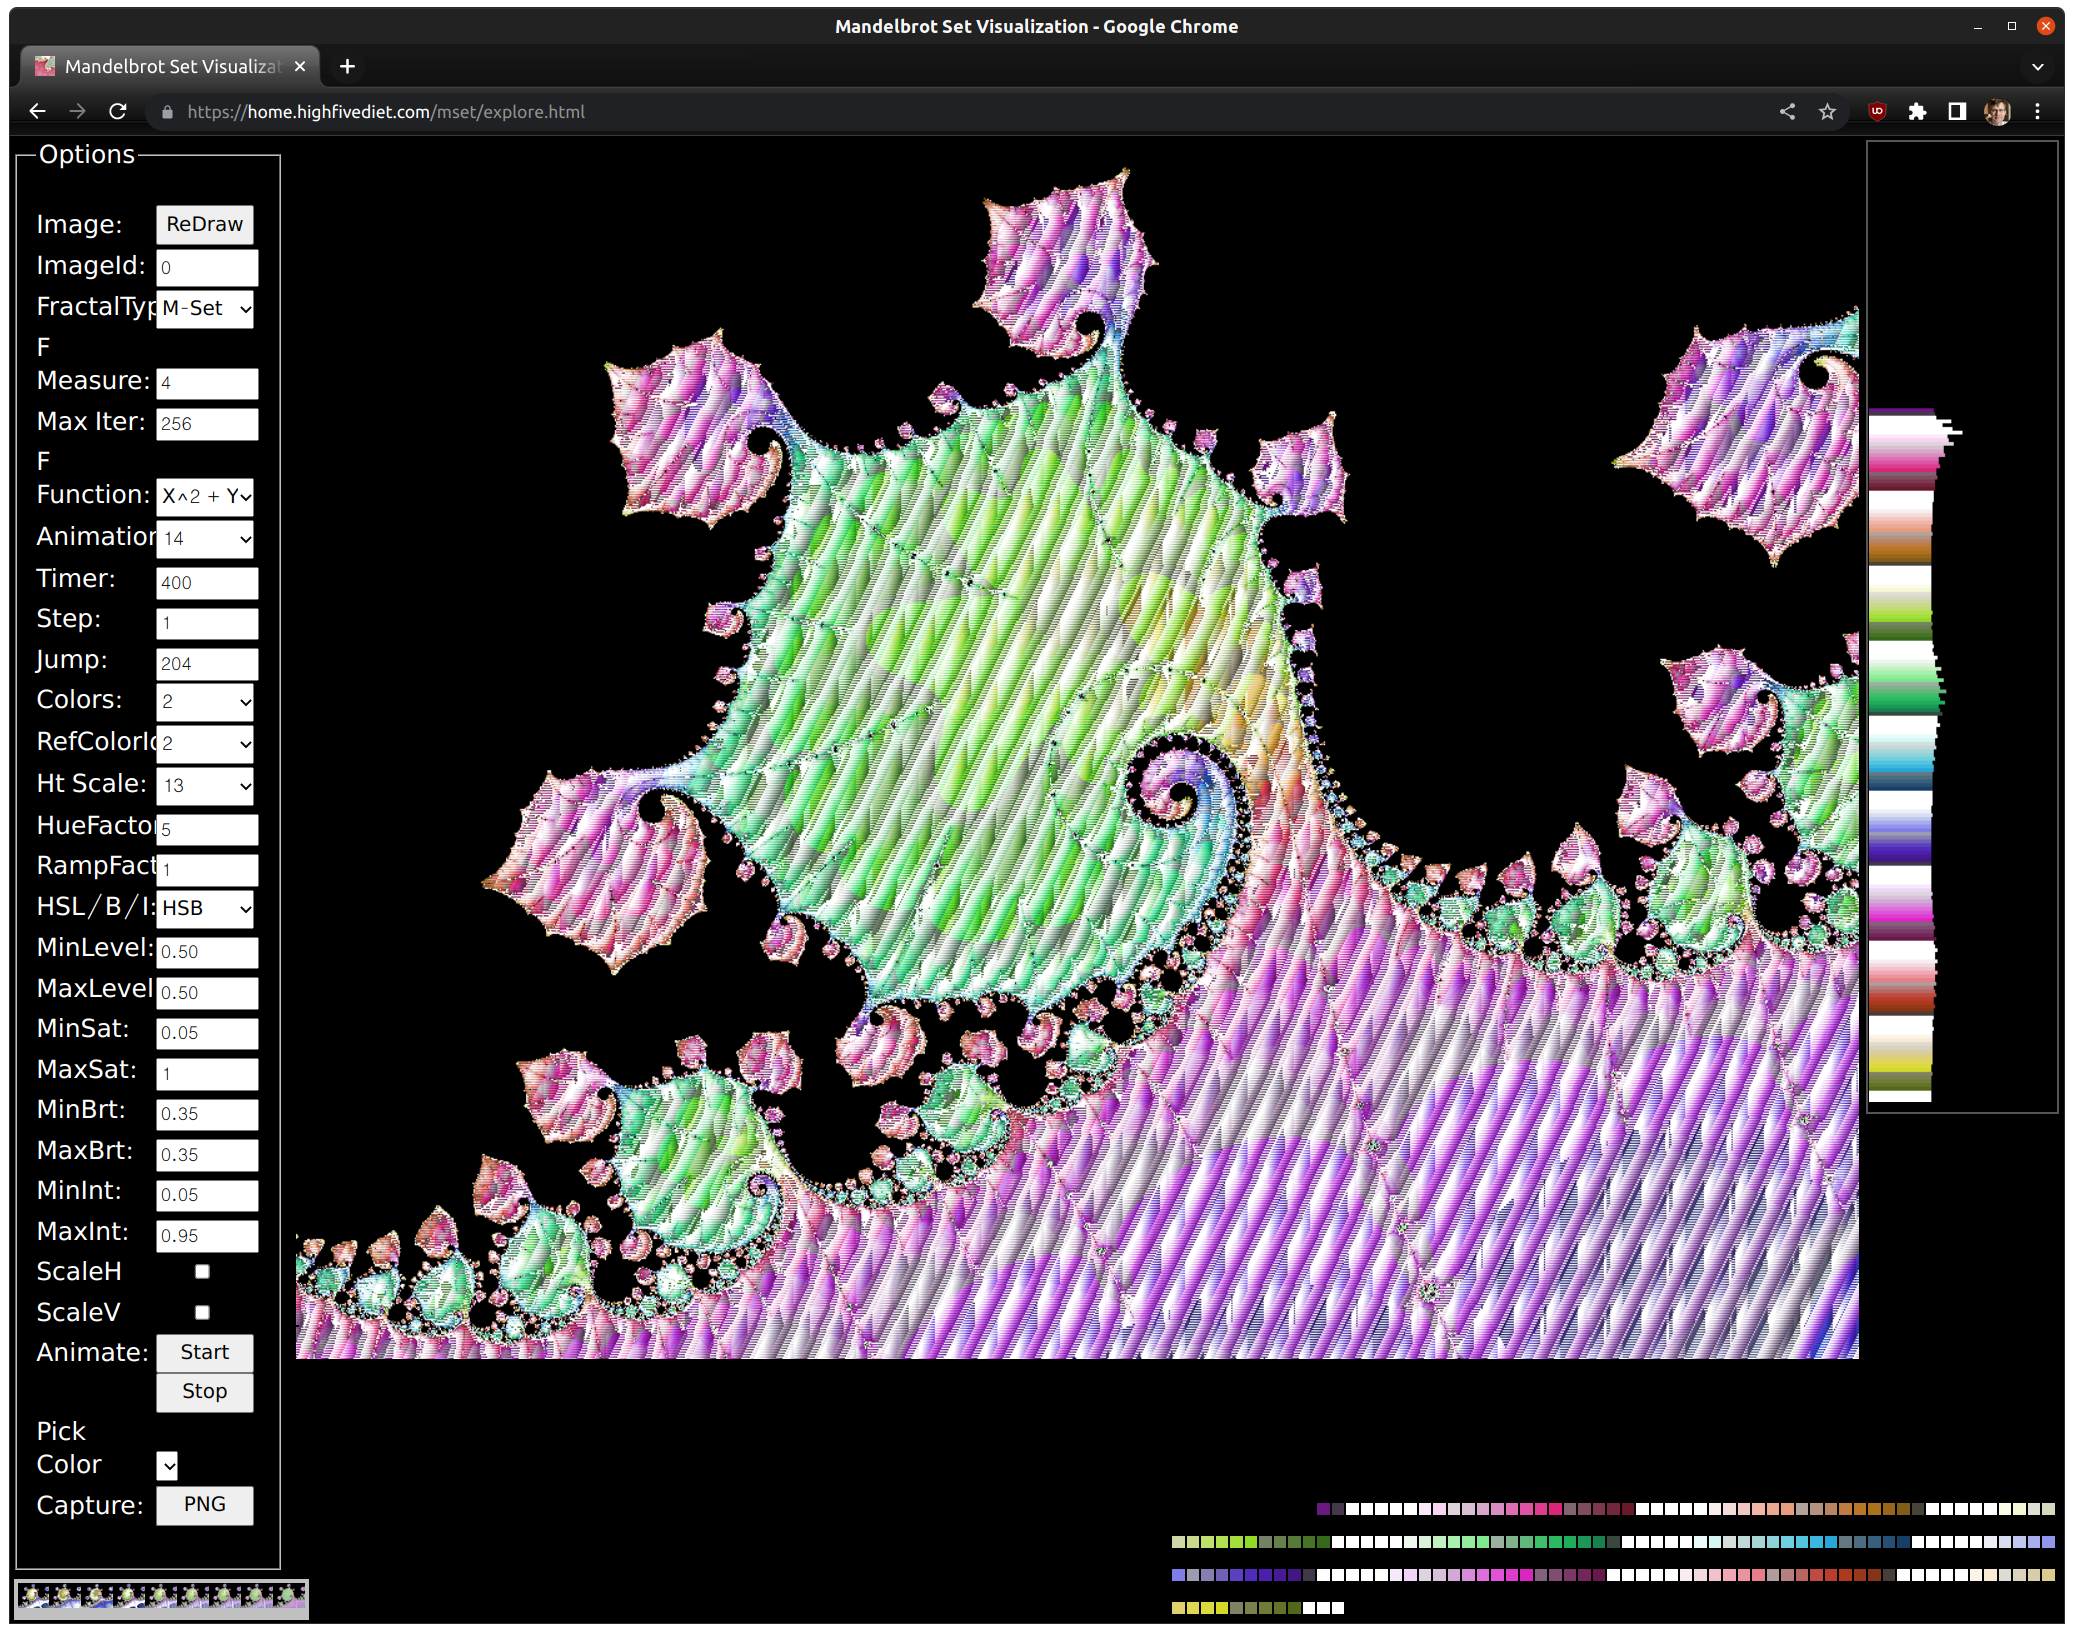 Mandelbrot Set Visualization - Google Chrome
Mandelbrot Set Visualizat
https://home.highfivediet.com/mset/explore.html
Options
Image: ReDraw
ImageId: 0
FractalTyp M-Set
F
Measure: 4
Max Iter: 256
F
Function: X^2 + Y
Animation 14
Timer: 400
Step: 1
Jump: 204
Colors: 2
RefColorId 2
Ht Scale: 13
HueFactor 5
RampFact 1
HSL/B/I: HSB
MinLevel: 0.50
MaxLevel 0.50
MinSat: 0.05
MaxSat: 1
MinBrt: 0.35
MaxBrt: 0.35
MinInt: 0.05
MaxInt: 0.95
ScaleH
ScaleV
Animate: Start
Stop
Pick
Color
Capture: PNG